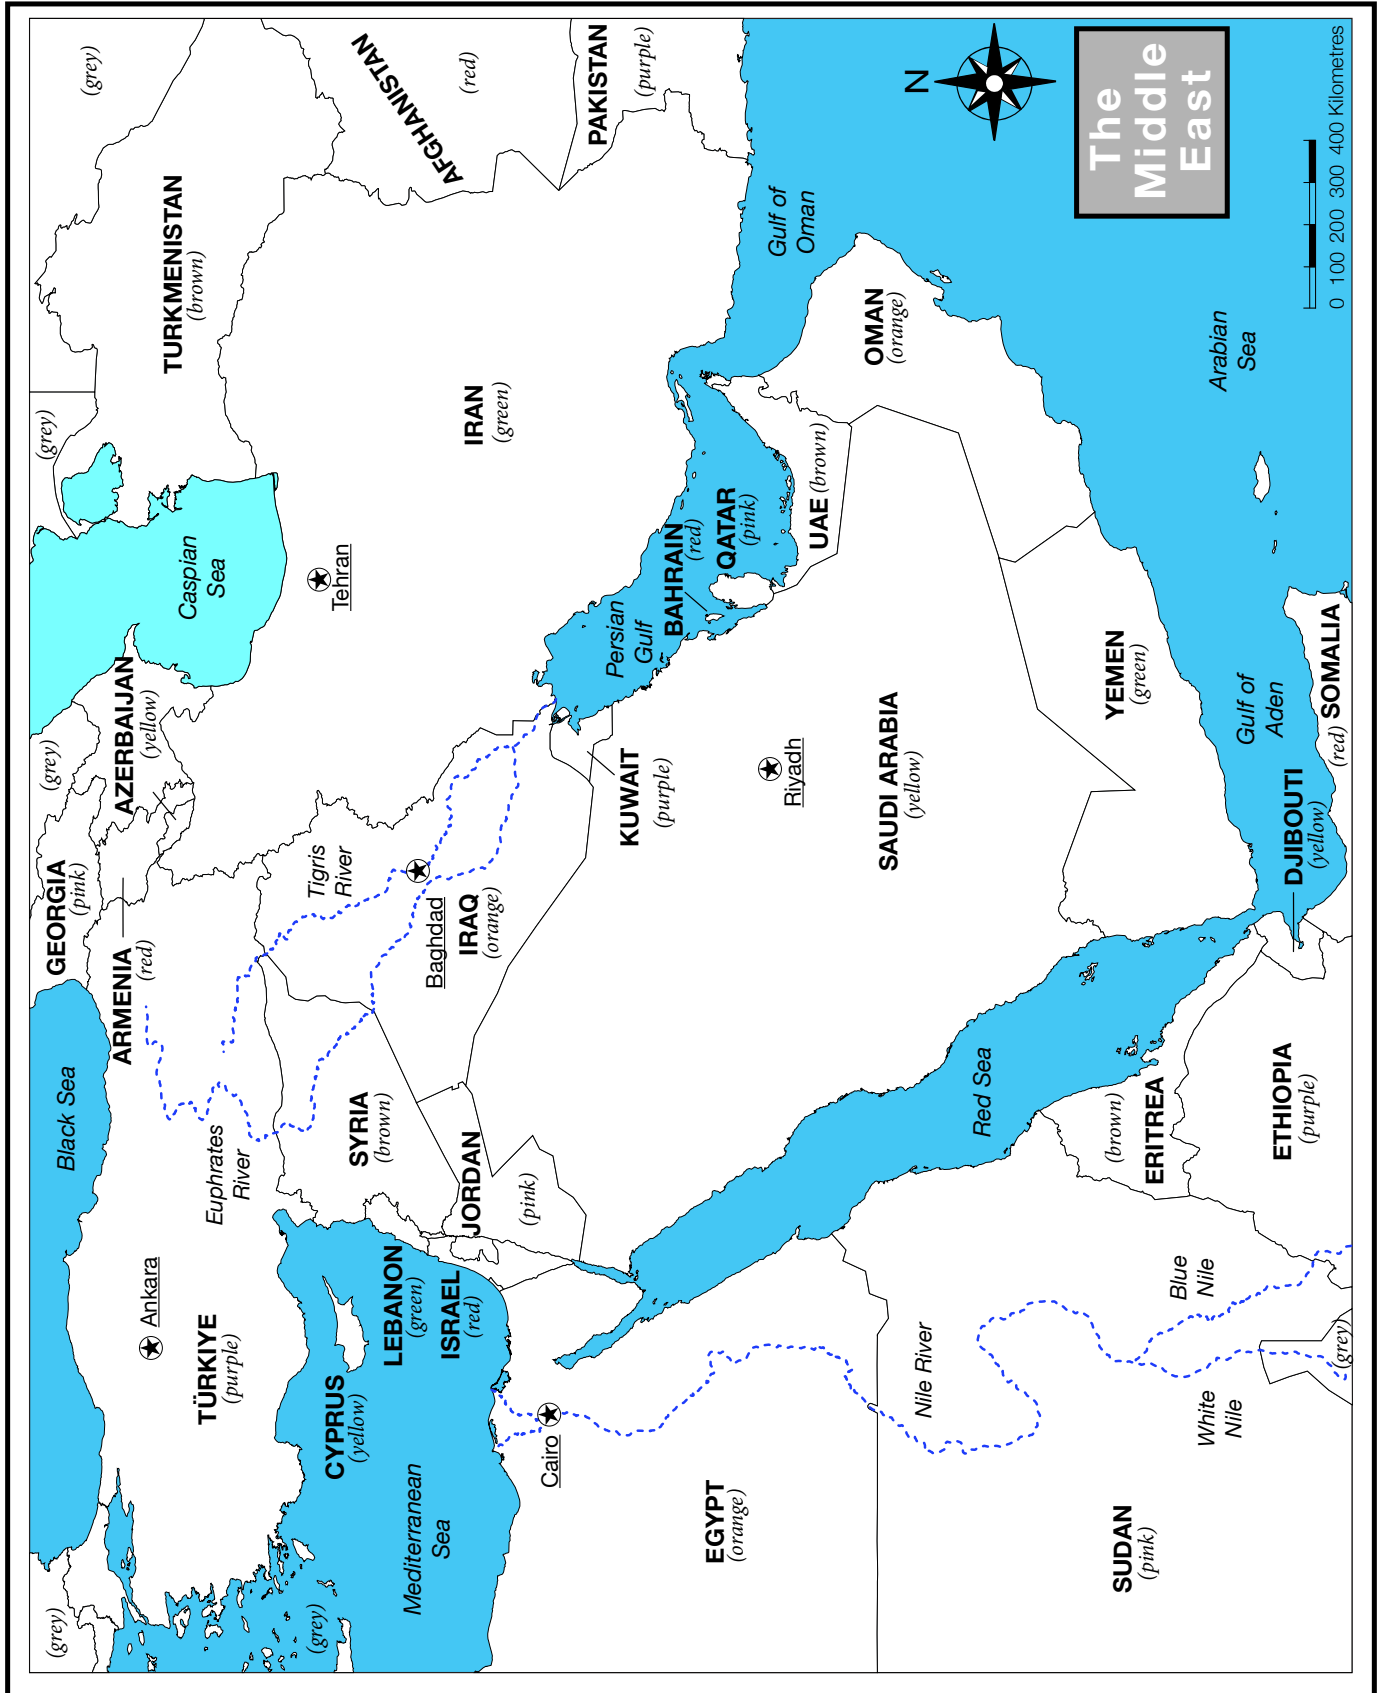 The
Middle
East
N
0 100 200 300 400 Kilometres
(grey)
(grey)
(grey)
(grey)
(grey)
(grey)
Black Sea
GEORGIA
(pink)
ARMENIA
(red)
AZERBAIJAN
(yellow)
Caspian
Sea
TURKMENISTAN
(brown)
AFGHANISTAN
(red)
PAKISTAN
(purple)
Ankara
TÜRKIYE
(purple)
Euphrates
River
Tigris
River
Tehran
IRAN
(green)
CYPRUS
(yellow)
LEBANON
(green)
ISRAEL
(red)
SYRIA
(brown)
Baghdad
IRAQ
(orange)
Mediterranean
Sea
JORDAN
(pink)
KUWAIT
(purple)
Persian
Gulf
BAHRAIN
(red)
QATAR
(pink)
UAE (brown)
Gulf of
Oman
OMAN
(orange)
Cairo
EGYPT
(orange)
Riyadh
SAUDI ARABIA
(yellow)
Nile River
Red Sea
YEMEN
(green)
Arabian
Sea
SUDAN
(pink)
White
Nile
Blue
Nile
(brown)
ERITREA
ETHIOPIA
(purple)
DJIBOUTI
(yellow)
Gulf of
Aden
SOMALIA
(red)